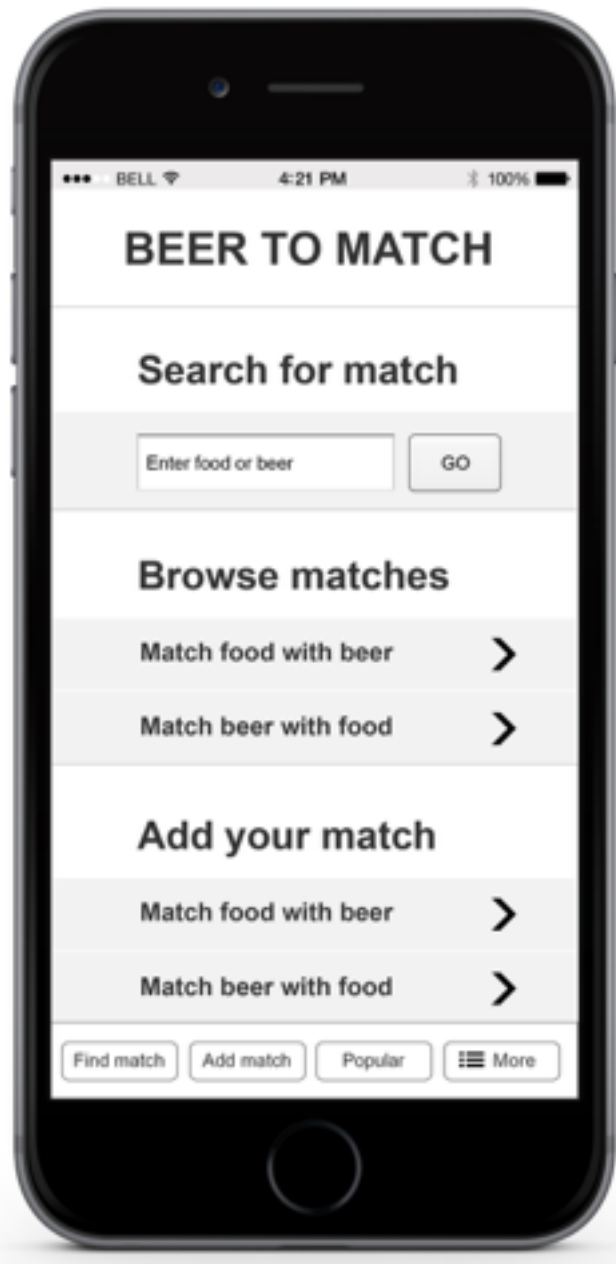 BELL 4:21 PM 100%
BEER TO MATCH
Search for match
Enter food or beer GO
Browse matches
Match food with beer
Match beer with food
Add your match
Match food with beer
Match beer with food
Find match Add match Popular More